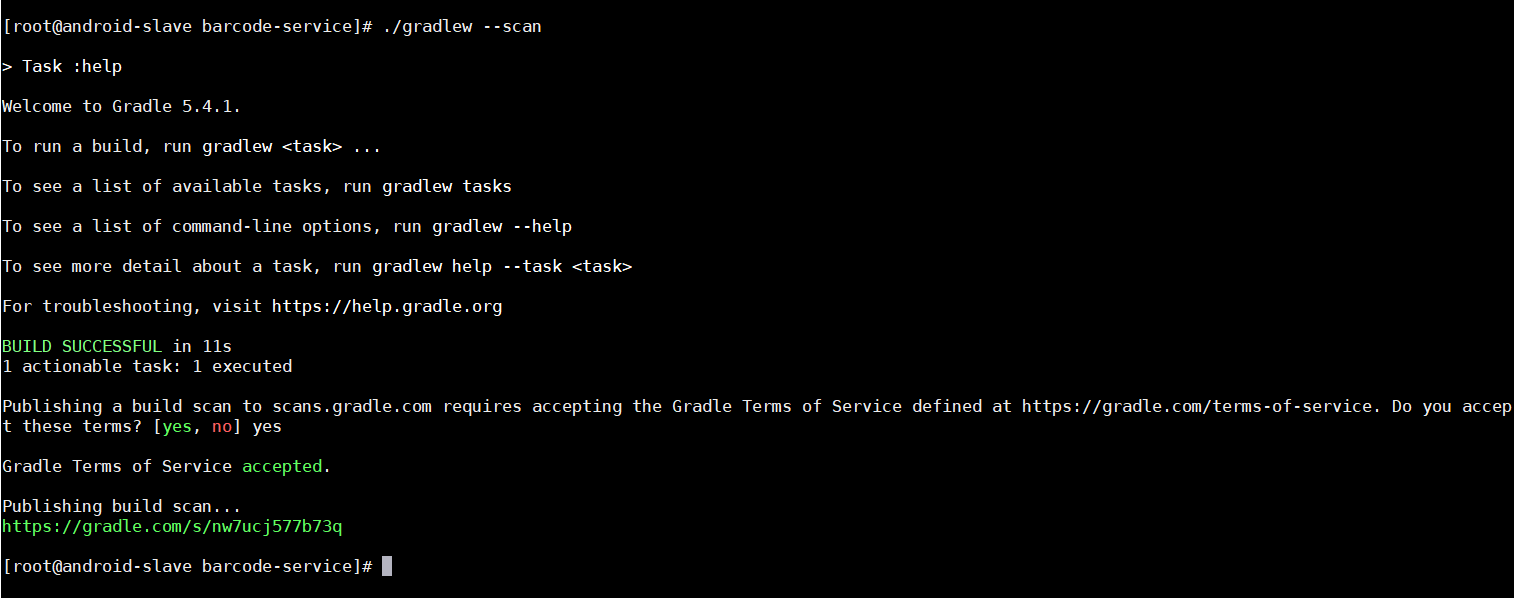 [root@android-slave barcode-service]# ./gradlew --scan
> Task :help
Welcome to Gradle 5.4.1.
To run a build, run gradlew <task> ...
To see a list of available tasks, run gradlew tasks
To see a list of command-line options, run gradlew --help
To see more detail about a task, run gradlew help --task <task>
For troubleshooting, visit https://help.gradle.org
BUILD SUCCESSFUL in 11s
1 actionable task: 1 executed
Publishing a build scan to scans.gradle.com requires accepting the Gradle Terms of Service defined at https://gradle.com/terms-of-service. Do you accep
t these terms? [yes, no] yes
Gradle Terms of Service accepted.
Publishing build scan...
https://gradle.com/s/nw7ucj577b73q
[root@android-slave barcode-service]#